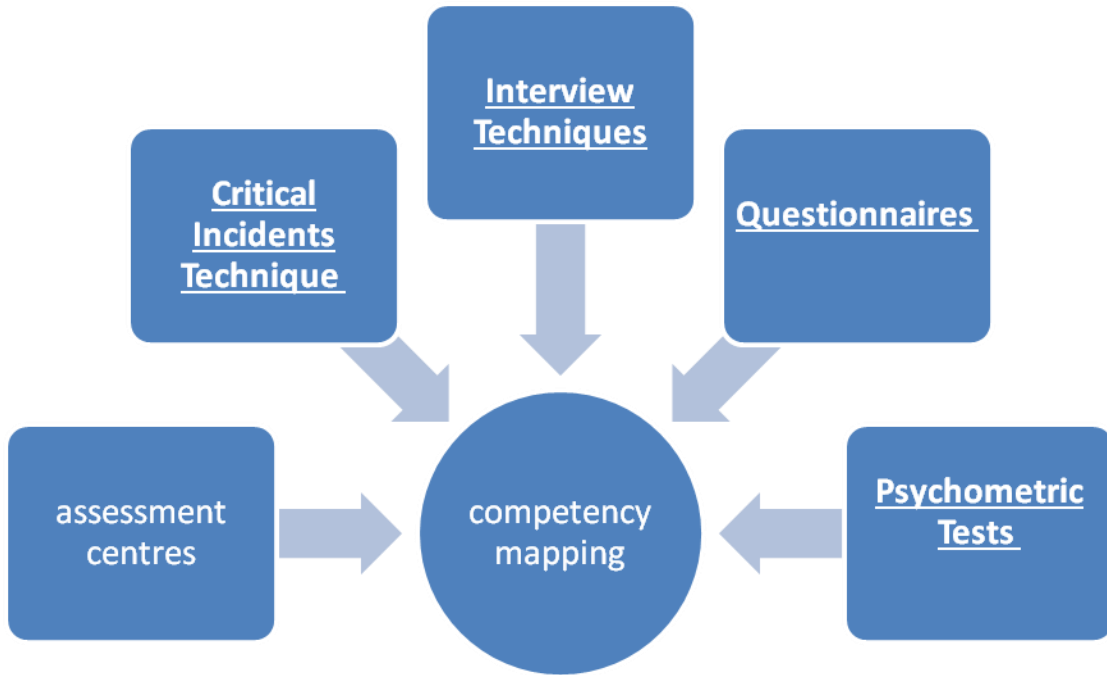 Interview
Techniques
Critical
Incidents
Technique
Questionnaires
assessment
centres
competency
mapping
Psychometric
Tests